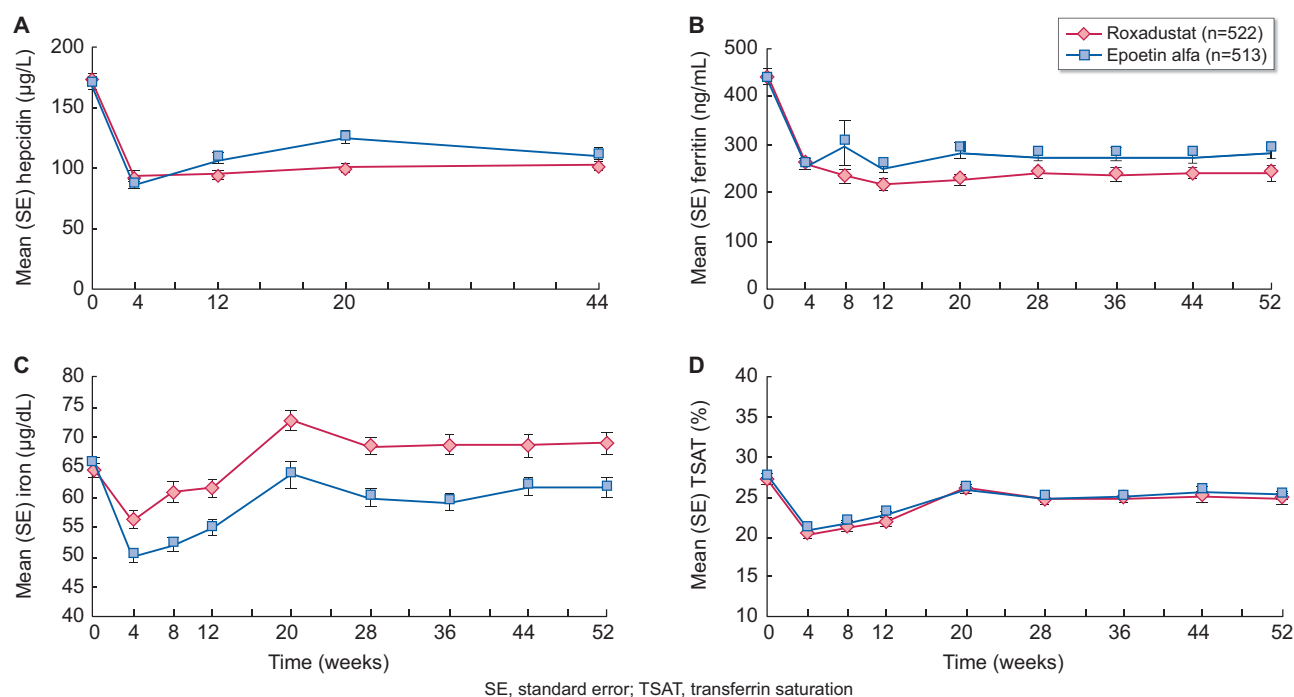 A
Mean (SE) hepcidin (µg/L)
200
150
100
50
0
0 4 12 20 44
B
Mean (SE) ferritin (ng/mL)
500
400
300
200
300
0
0 4 8 12 20 28 36 44 52
Roxadustat (n=522)
Epoetin alfa (n=513)
C
Mean (SE) iron (µg/dL)
80
75
70
65
60
55
50
45
40
0 4 8 12 20 28 36 44 52
Time (weeks)
D
Mean (SE) TSAT (%)
40
35
30
25
20
15
10
0 4 8 12 20 28 36 44 52
Time (weeks)
SE, standard error; TSAT, transferrin saturation